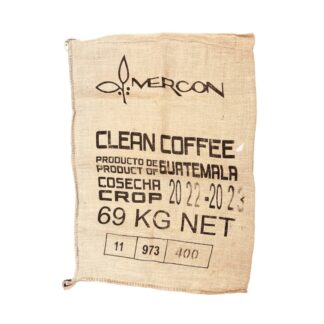 MERCON
CLEAN COFFEE
PRODUCTO DE
PRODUCT OF GUATEMALA
COSECHA
CROP 2022-2023
69 KG NET
11 973 400